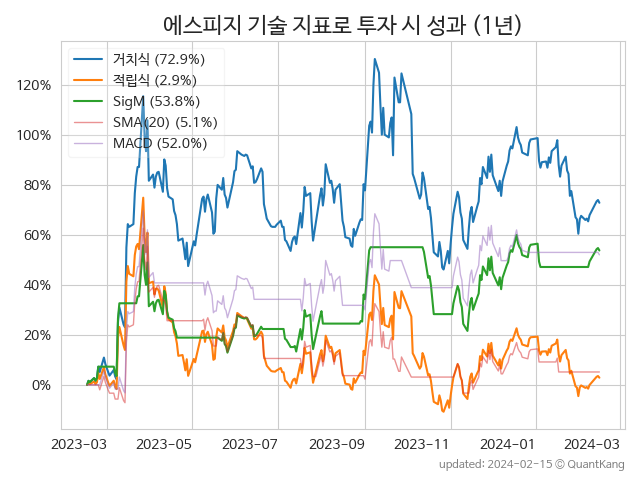 에스피지 기술 지표로 투자 시 성과 (1년)
거치식 (72.9%)
적립식 (2.9%)
SigM (53.8%)
SMA(20) (5.1%)
MACD (52.0%)
120%
100%
80%
60%
40%
20%
0%
2023-03 2023-05 2023-07 2023-09 2023-11 2024-01 2024-03
updated: 2024-02-15 © QuantKang